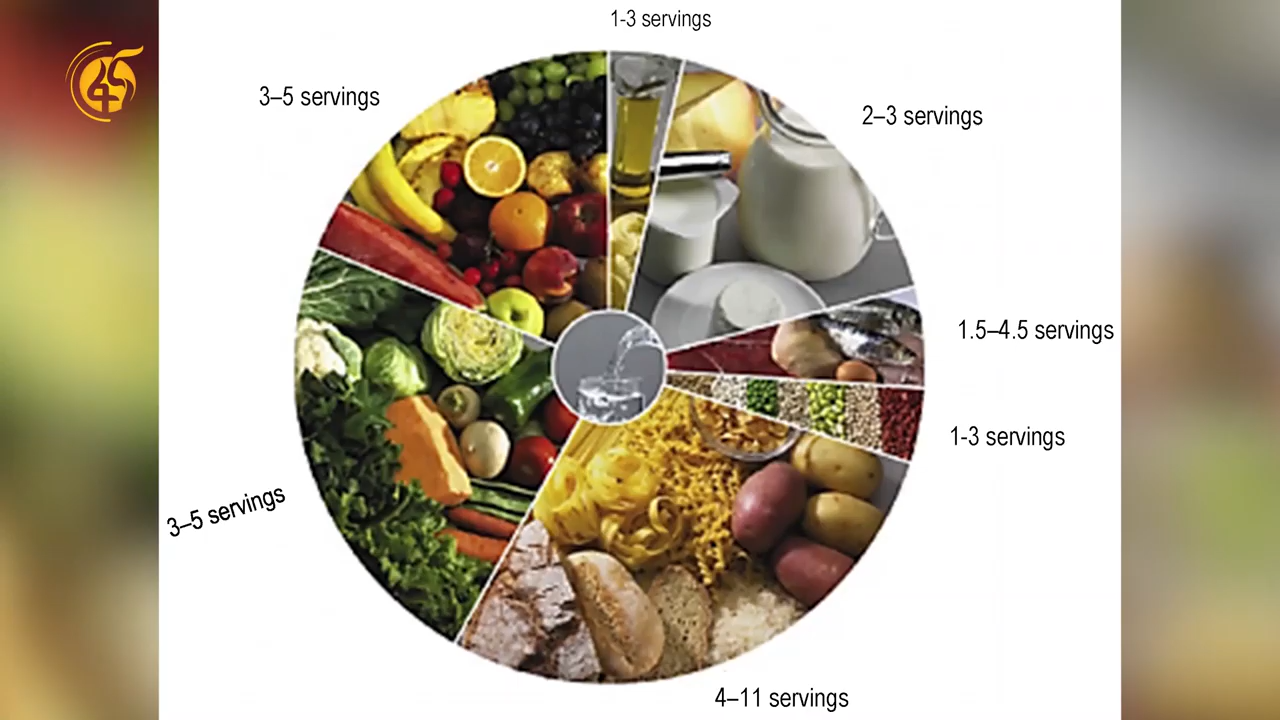 1-3 servings
3–5 servings
2–3 servings
1.5–4.5 servings
1-3 servings
3–5 servings
4–11 servings